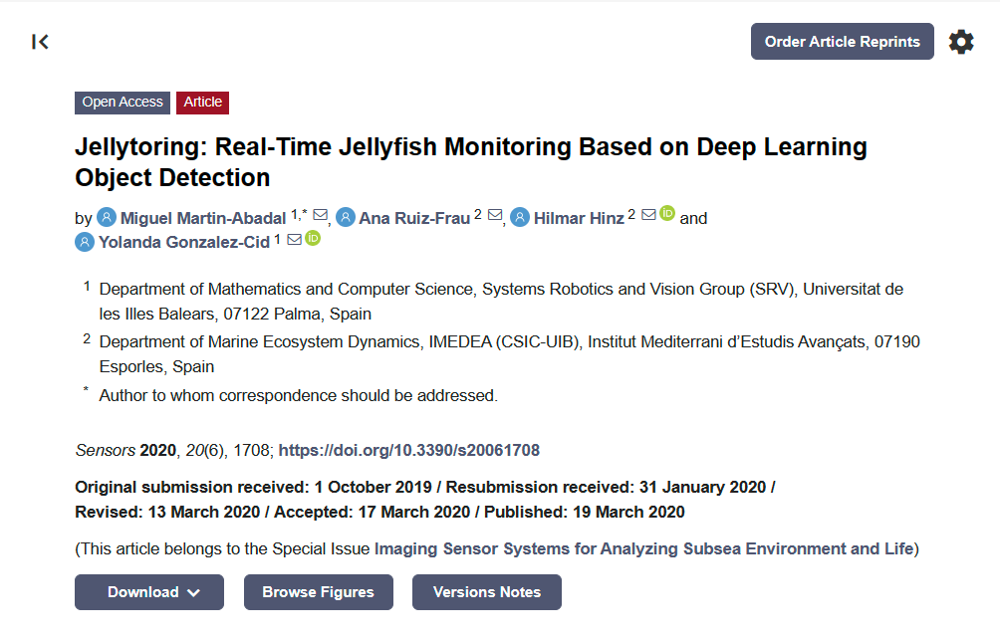 Order Article Reprints
Open Access Article
Jellytoring: Real-Time Jellyfish Monitoring Based on Deep Learning
Object Detection
by Miguel Martin-Abadal 1,* , Ana Ruiz-Frau 2 , Hilmar Hinz 2 iD and
Yolanda Gonzalez-Cid 1 iD
1 Department of Mathematics and Computer Science, Systems Robotics and Vision Group (SRV), Universitat de
les Illes Balears, 07122 Palma, Spain
2 Department of Marine Ecosystem Dynamics, IMEDEA (CSIC-UIB), Institut Mediterrani d’Estudis Avançats, 07190
Esporles, Spain
* Author to whom correspondence should be addressed.
Sensors 2020, 20(6), 1708; https://doi.org/10.3390/s20061708
Original submission received: 1 October 2019 / Resubmission received: 31 January 2020 /
Revised: 13 March 2020 / Accepted: 17 March 2020 / Published: 19 March 2020
(This article belongs to the Special Issue Imaging Sensor Systems for Analyzing Subsea Environment and Life)
Download Browse Figures Versions Notes